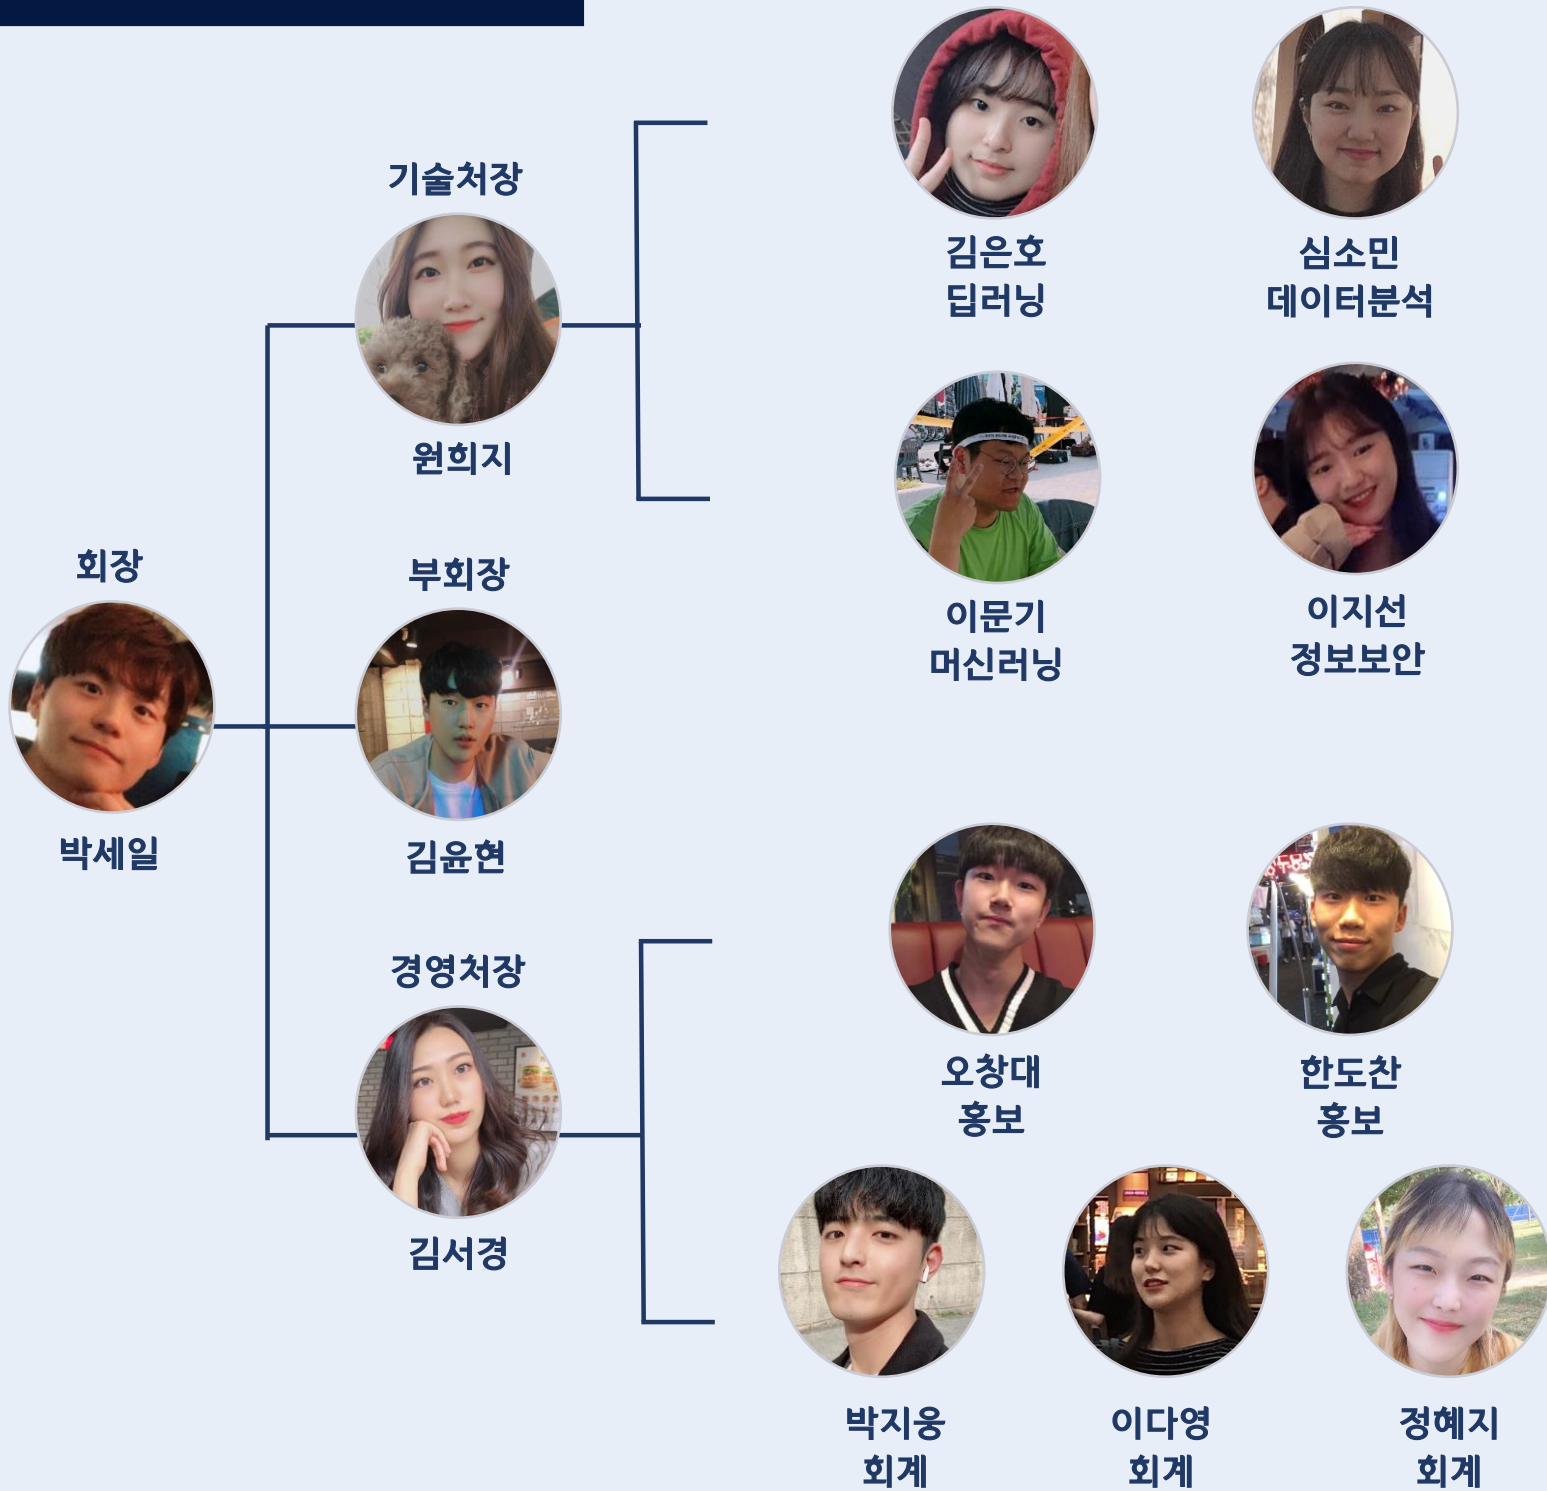 기술처장
원희지
회장
박세일
부회장
김윤현
경영처장
김서경
김은호
딥러닝
심소민
데이터분석
이문기
머신러닝
이지선
정보보안
오창대
홍보
한도찬
홍보
박지웅
회계
이다영
회계
정혜지
회계